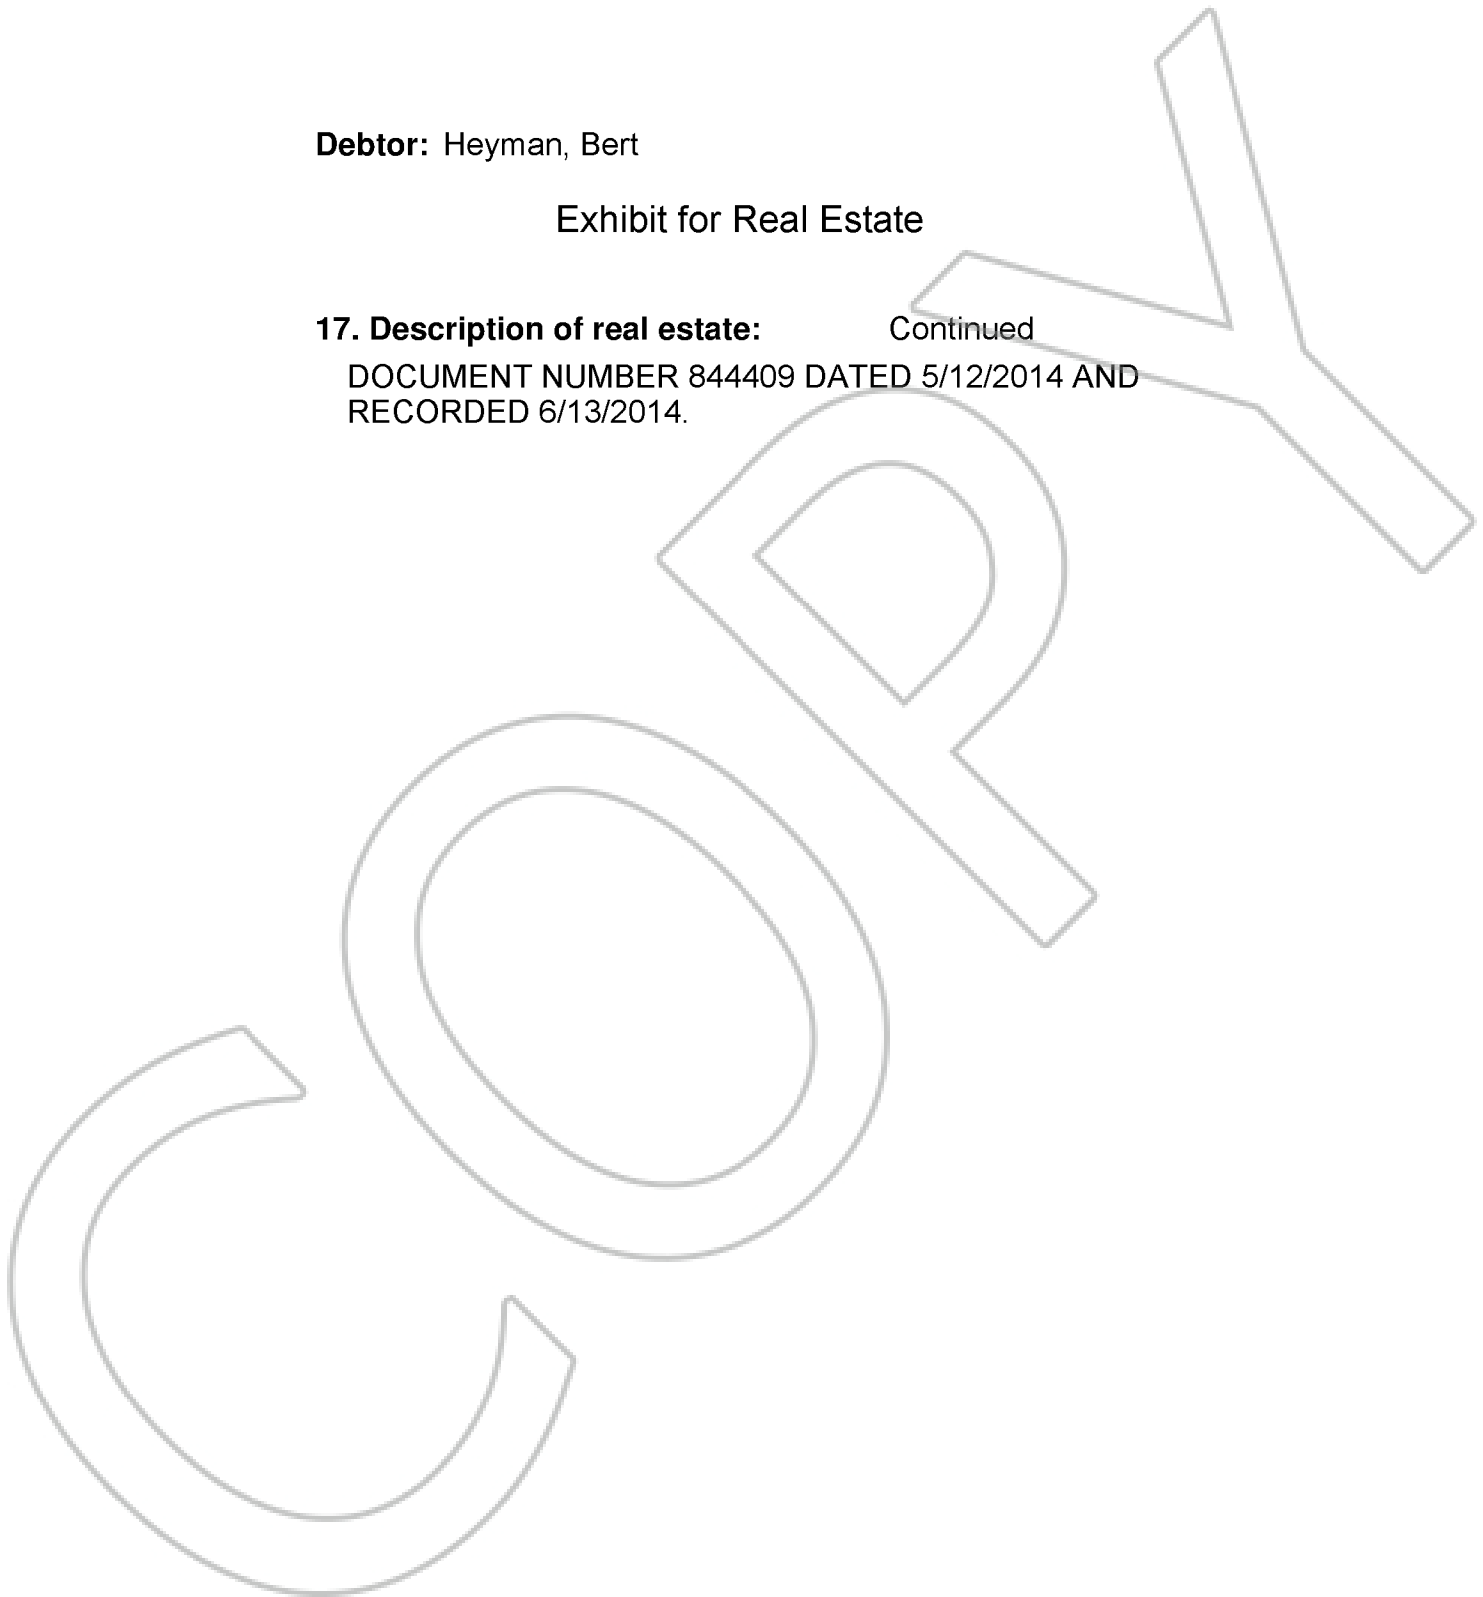 Debtor: Heyman, Bert
Exhibit for Real Estate
17. Description of real estate: Continued
DOCUMENT NUMBER 844409 DATED 5/12/2014 AND
RECORDED 6/13/2014.
COPY